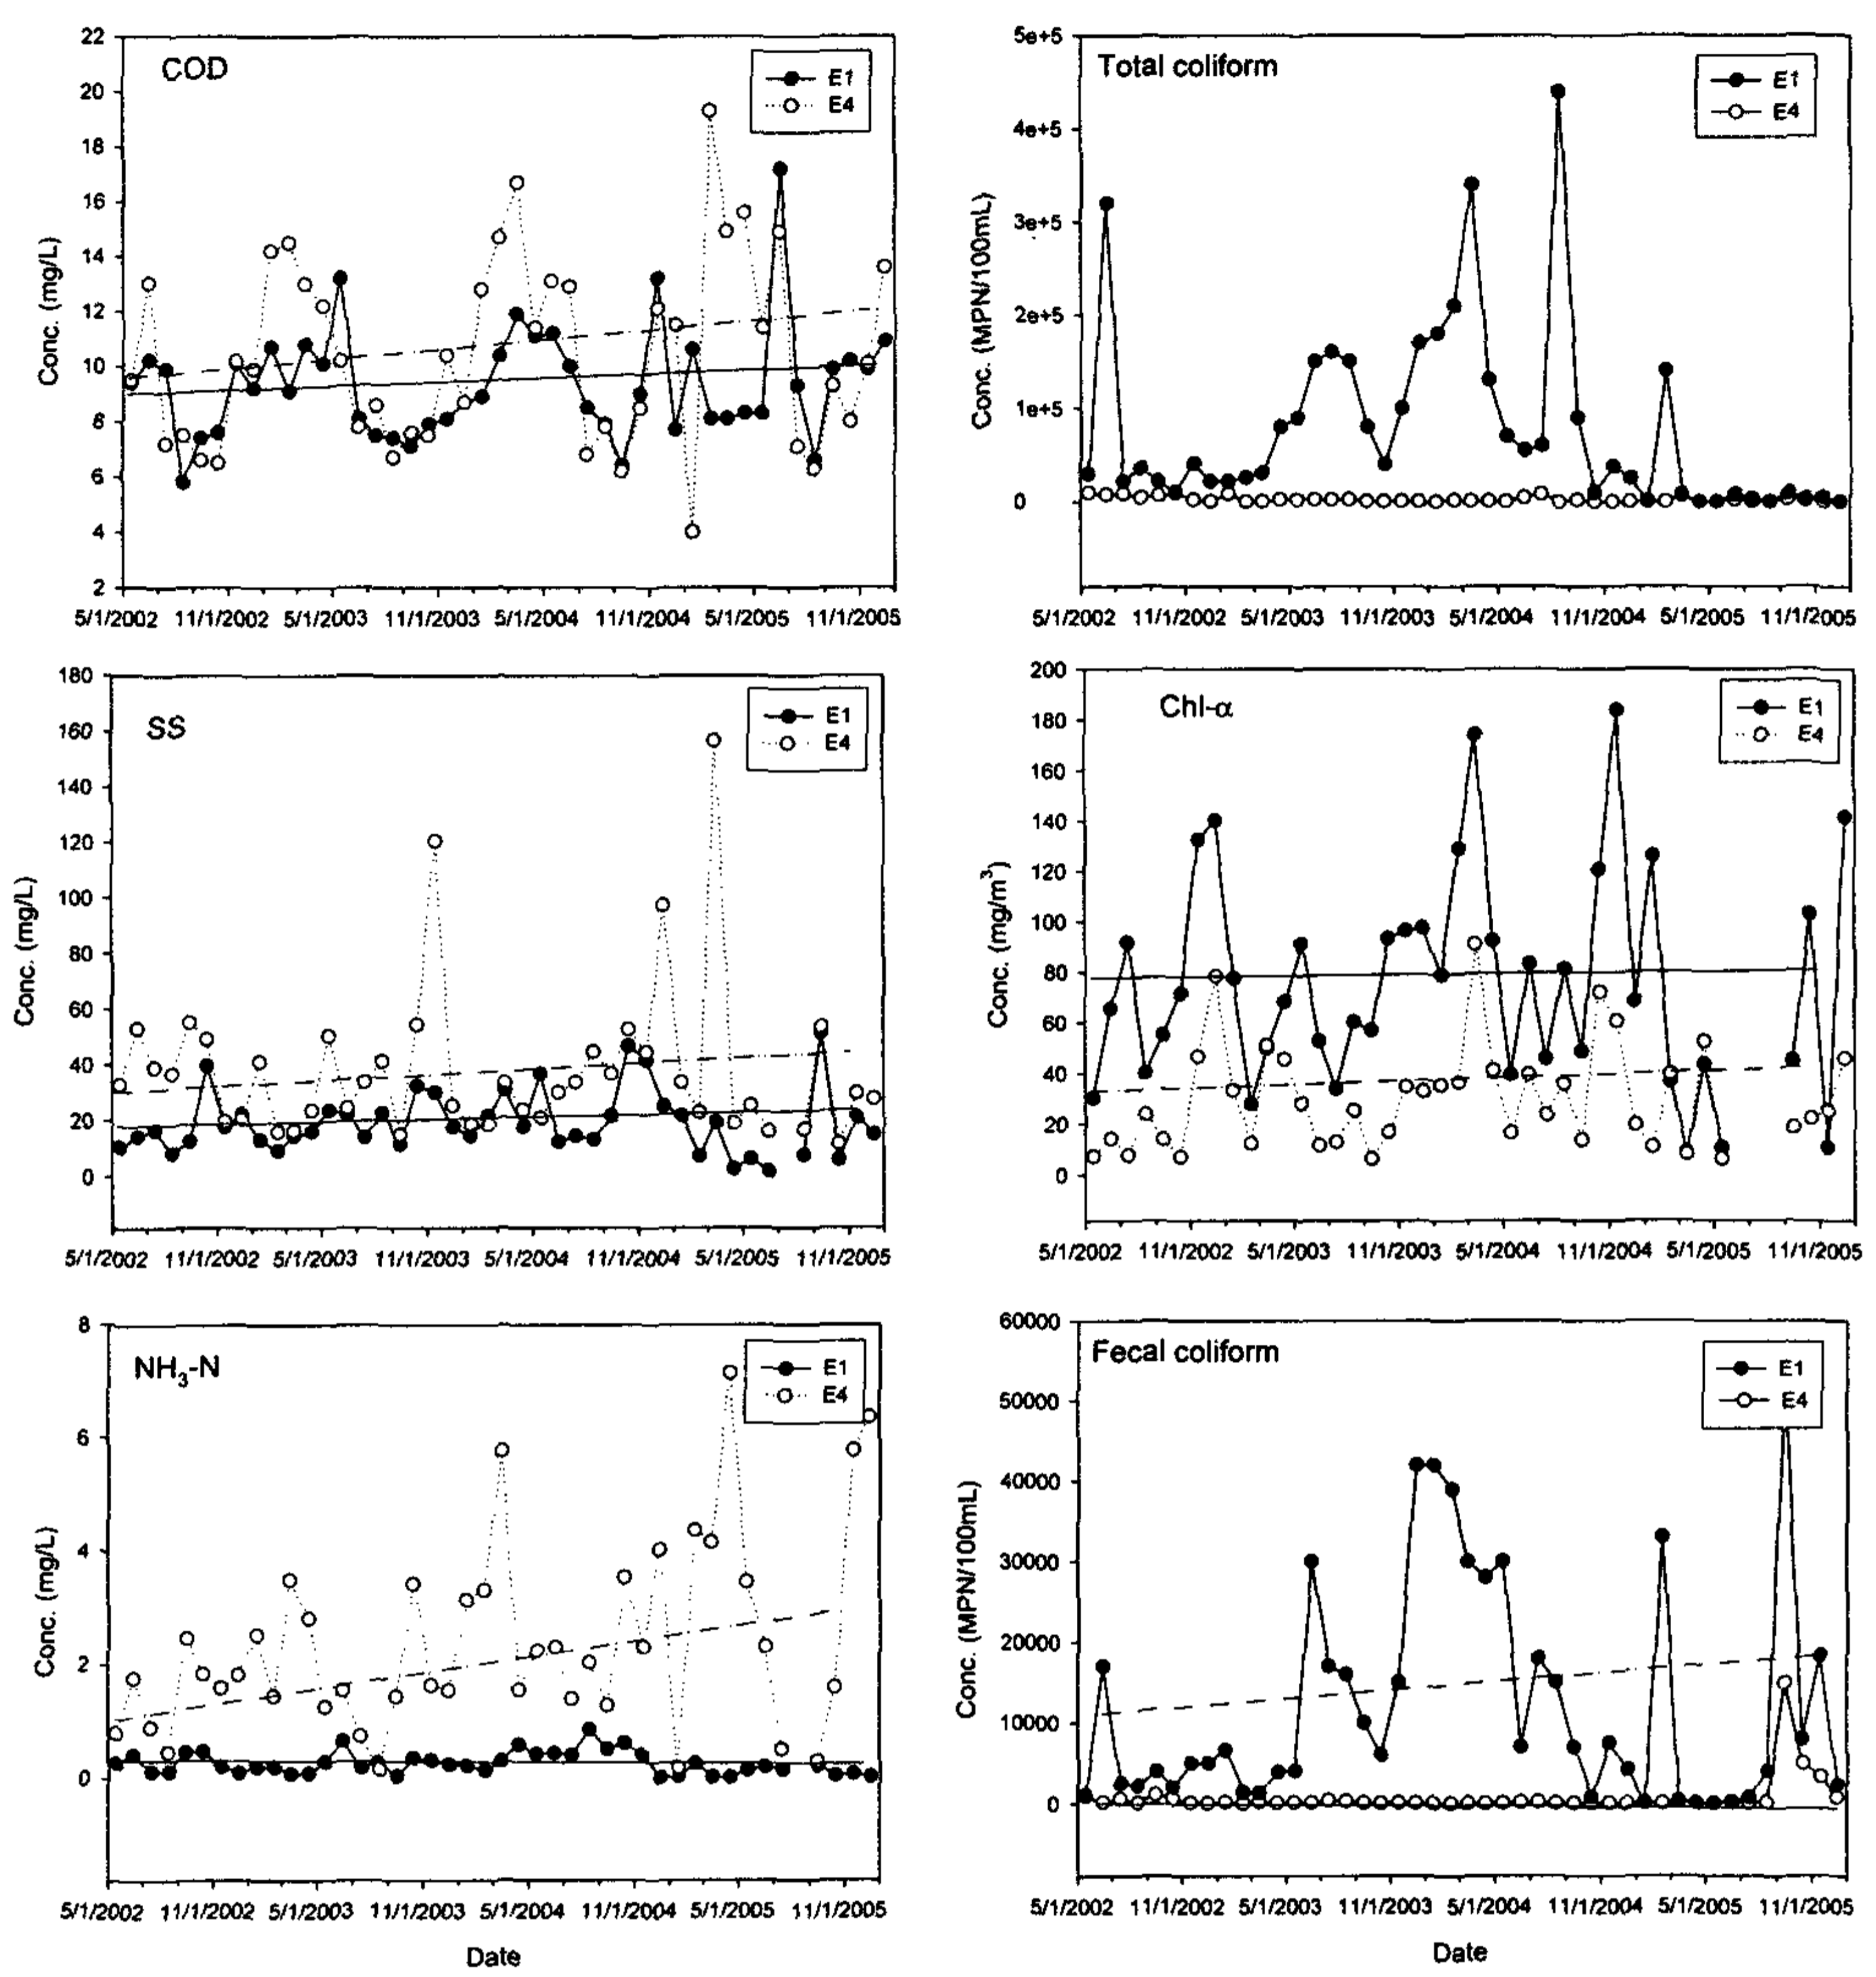 COD
E1
E4
Conc. (mg/L)
22
20
18
16
14
12
10
8
6
4
2
5/1/2002 11/1/2002 5/1/2003 11/1/2003 5/1/2004 11/1/2004 5/1/2005 11/1/2005
Total coliform
E1
E4
Conc. (MPN/100mL)
5e+5
4e+5
3e+5
2e+5
1e+5
0
5/1/2002 11/1/2002 5/1/2003 11/1/2003 5/1/2004 11/1/2004 5/1/2005 11/1/2005
SS
E1
E4
Conc. (mg/L)
180
160
140
120
100
80
60
40
20
0
5/1/2002 11/1/2002 5/1/2003 11/1/2003 5/1/2004 11/1/2004 5/1/2005 11/1/2005
Chl-α
E1
E4
Conc. (mg/m³)
200
180
160
140
120
100
80
60
40
20
0
5/1/2002 11/1/2002 5/1/2003 11/1/2003 5/1/2004 11/1/2004 5/1/2005 11/1/2005
NH₃-N
E1
E4
Conc. (mg/L)
8
6
4
2
0
5/1/2002 11/1/2002 5/1/2003 11/1/2003 5/1/2004 11/1/2004 5/1/2005 11/1/2005
Date
Fecal coliform
E1
E4
Conc. (MPN/100mL)
60000
50000
40000
30000
20000
10000
0
5/1/2002 11/1/2002 5/1/2003 11/1/2003 5/1/2004 11/1/2004 5/1/2005 11/1/2005
Date